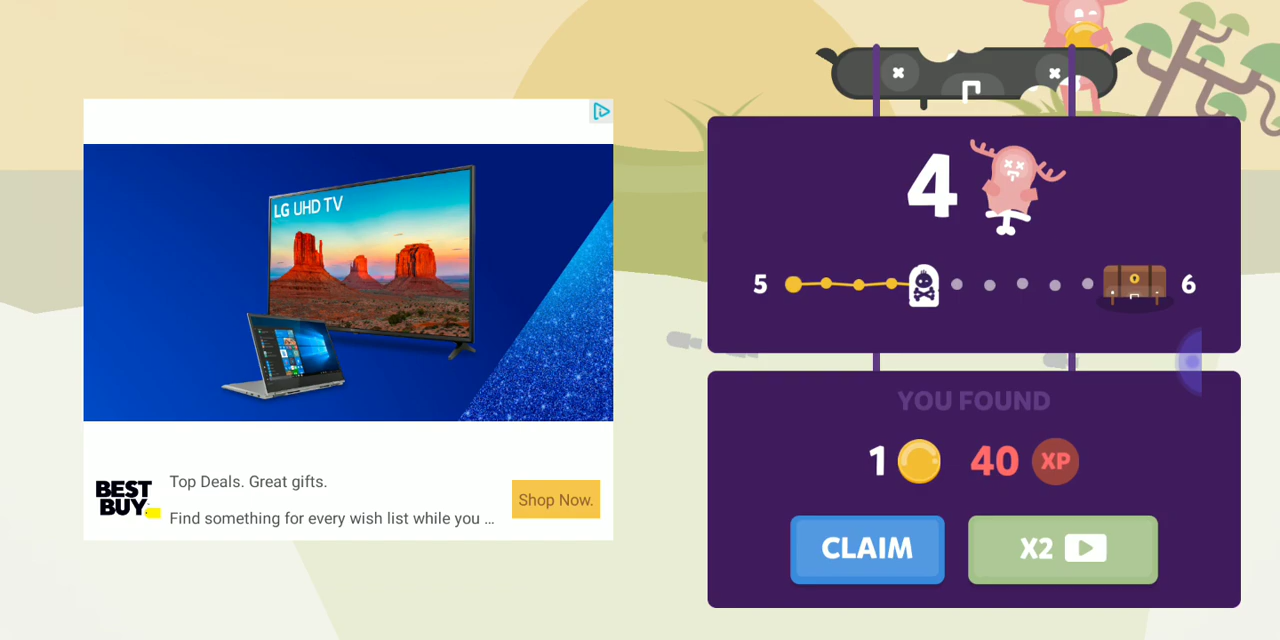 LG UHD TV
BEST BUY
Top Deals. Great gifts.
Find something for every wish list while you ...
Shop Now.
4
5
6
YOU FOUND
1
40 XP
CLAIM
X2